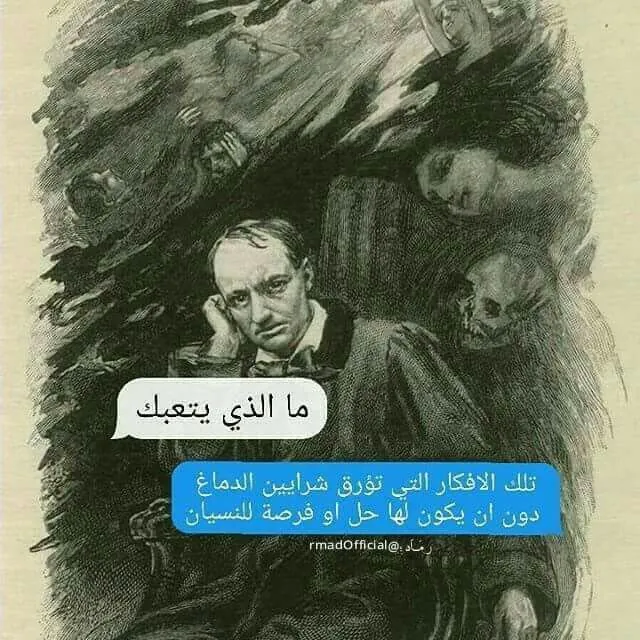 ما الذي يتعبك
تلك الافكار التي تؤرق شرايين الدماغ
دون ان يكون لها حل او فرصة للنسيان
رماد :@rmadOfficial